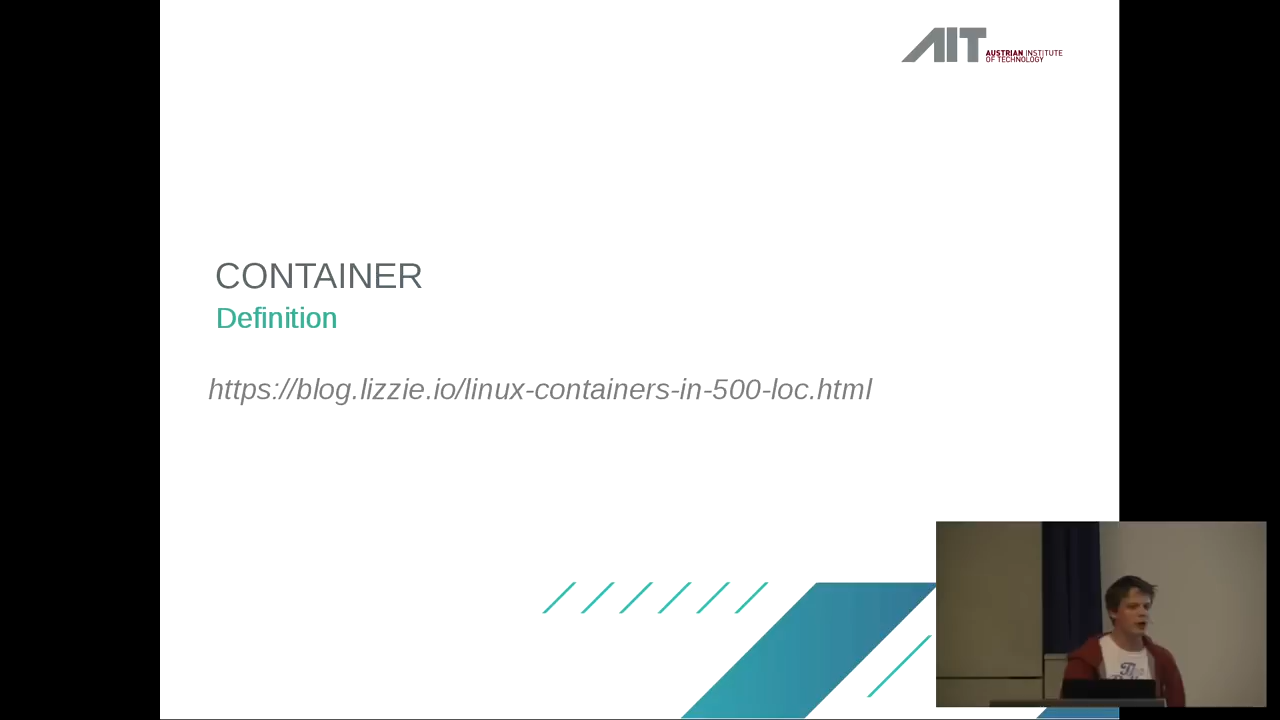 AIT
AUSTRIAN INSTITUTE
OF TECHNOLOGY
CONTAINER
Definition
https://blog.lizzie.io/linux-containers-in-500-loc.html